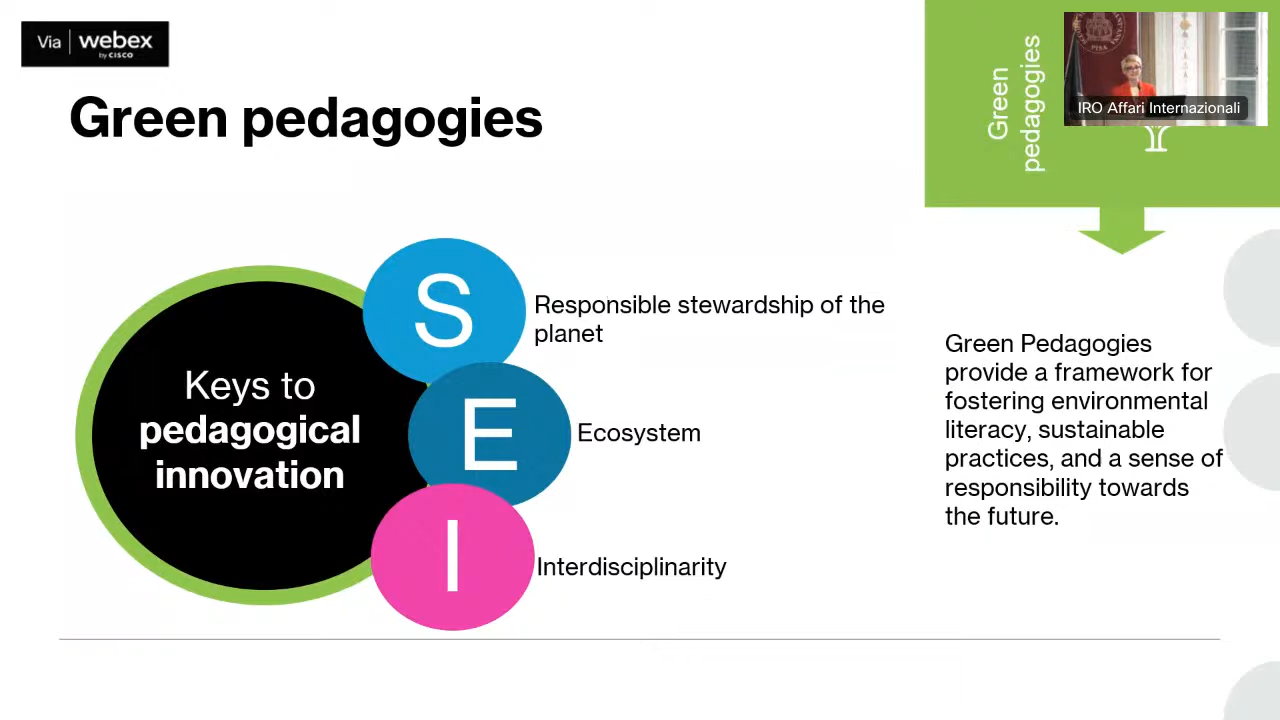 Via webex
by CISCO
Green pedagogies
Green
pedagogies
PISA
IRO Affari Internazionali
S
Responsible stewardship of the
planet
Keys to
pedagogical
innovation
E
Ecosystem
I
Interdisciplinarity
Green Pedagogies
provide a framework for
fostering environmental
literacy, sustainable
practices, and a sense of
responsibility towards
the future.